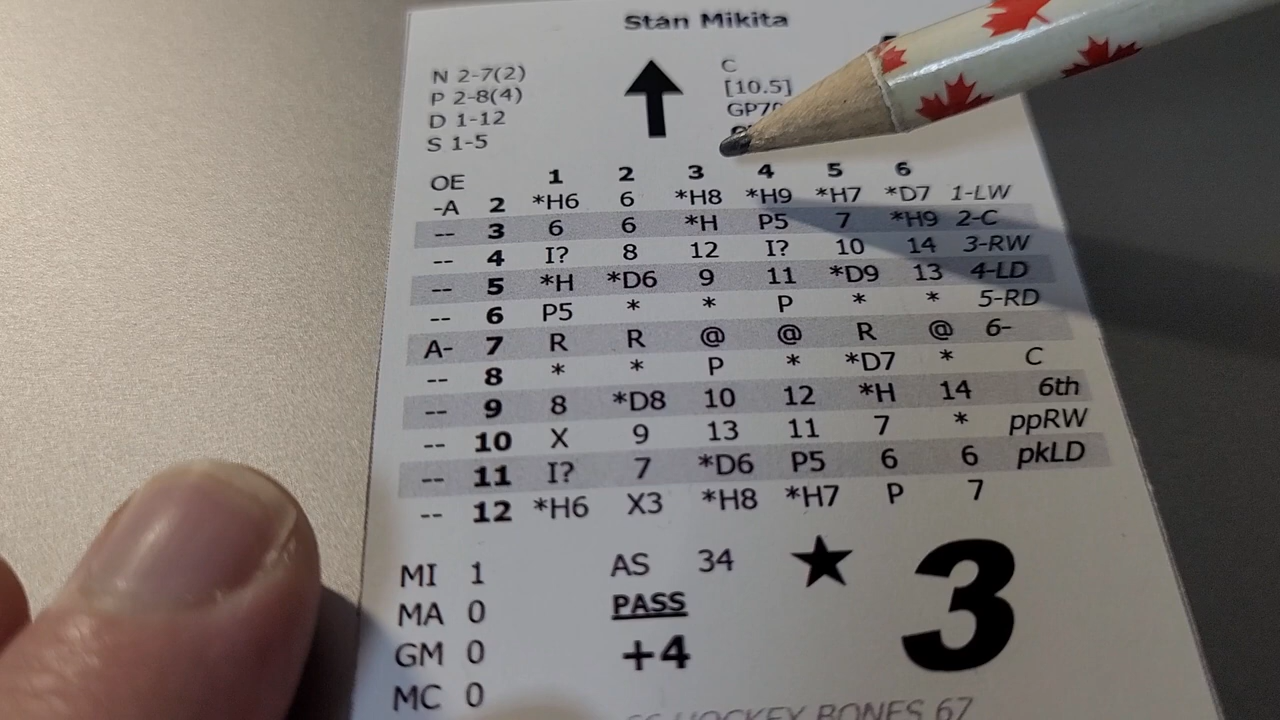 Stan Mikita
N 2-7(2)
P 2-8(4)
D 1-12
S 1-5
C
[10.5]
OE 1 2 3 4 5 6
-A 2 *H6 6 *H8 *H9 *H7 *D7 1-LW
-- 3 6 6 *H P5 7 *H9 2-C
-- 4 I? 8 12 I? 10 14 3-RW
-- 5 *H *D6 9 11 *D9 13 4-LD
-- 6 P5 * * P * * 5-RD
A- 7 R R @ @ R @ 6-
-- 8 * * P * *D7 * C
-- 9 8 *D8 10 12 *H 14 6th
-- 10 X 9 13 11 7 * ppRW
-- 11 I? 7 *D6 P5 6 6 pkLD
-- 12 *H6 X3 *H8 *H7 P 7
MI 1
MA 0
GM 0
MC 0
AS 34
PASS
+4
★
3
HOCKEY BONES 67